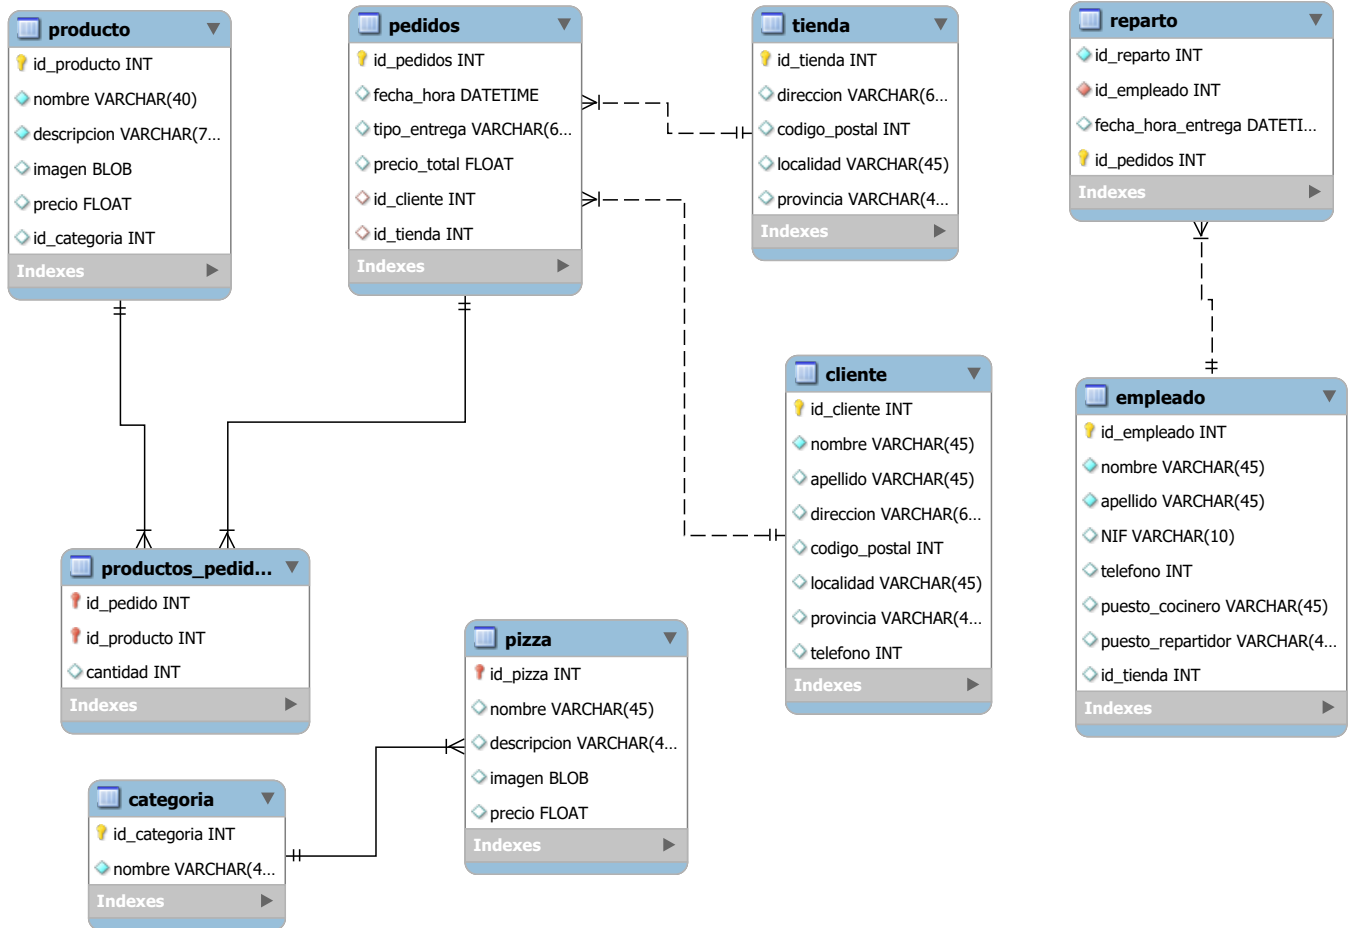 producto
id_producto INT
nombre VARCHAR(40)
descripcion VARCHAR(7...
imagen BLOB
precio FLOAT
id_categoria INT
Indexes
pedidos
id_pedidos INT
fecha_hora DATETIME
tipo_entrega VARCHAR(6...
precio_total FLOAT
id_cliente INT
id_tienda INT
Indexes
tienda
id_tienda INT
direccion VARCHAR(6...
codigo_postal INT
localidad VARCHAR(45)
provincia VARCHAR(4...
Indexes
reparto
id_reparto INT
id_empleado INT
fecha_hora_entrega DATETI...
id_pedidos INT
Indexes
cliente
id_cliente INT
nombre VARCHAR(45)
apellido VARCHAR(45)
direccion VARCHAR(6...
codigo_postal INT
localidad VARCHAR(45)
provincia VARCHAR(4...
telefono INT
Indexes
empleado
id_empleado INT
nombre VARCHAR(45)
apellido VARCHAR(45)
NIF VARCHAR(10)
telefono INT
puesto_cocinero VARCHAR(45)
puesto_repartidor VARCHAR(4...
id_tienda INT
Indexes
productos_pedid...
id_pedido INT
id_producto INT
cantidad INT
Indexes
pizza
id_pizza INT
nombre VARCHAR(45)
descripcion VARCHAR(4...
imagen BLOB
precio FLOAT
Indexes
categoria
id_categoria INT
nombre VARCHAR(4...
Indexes